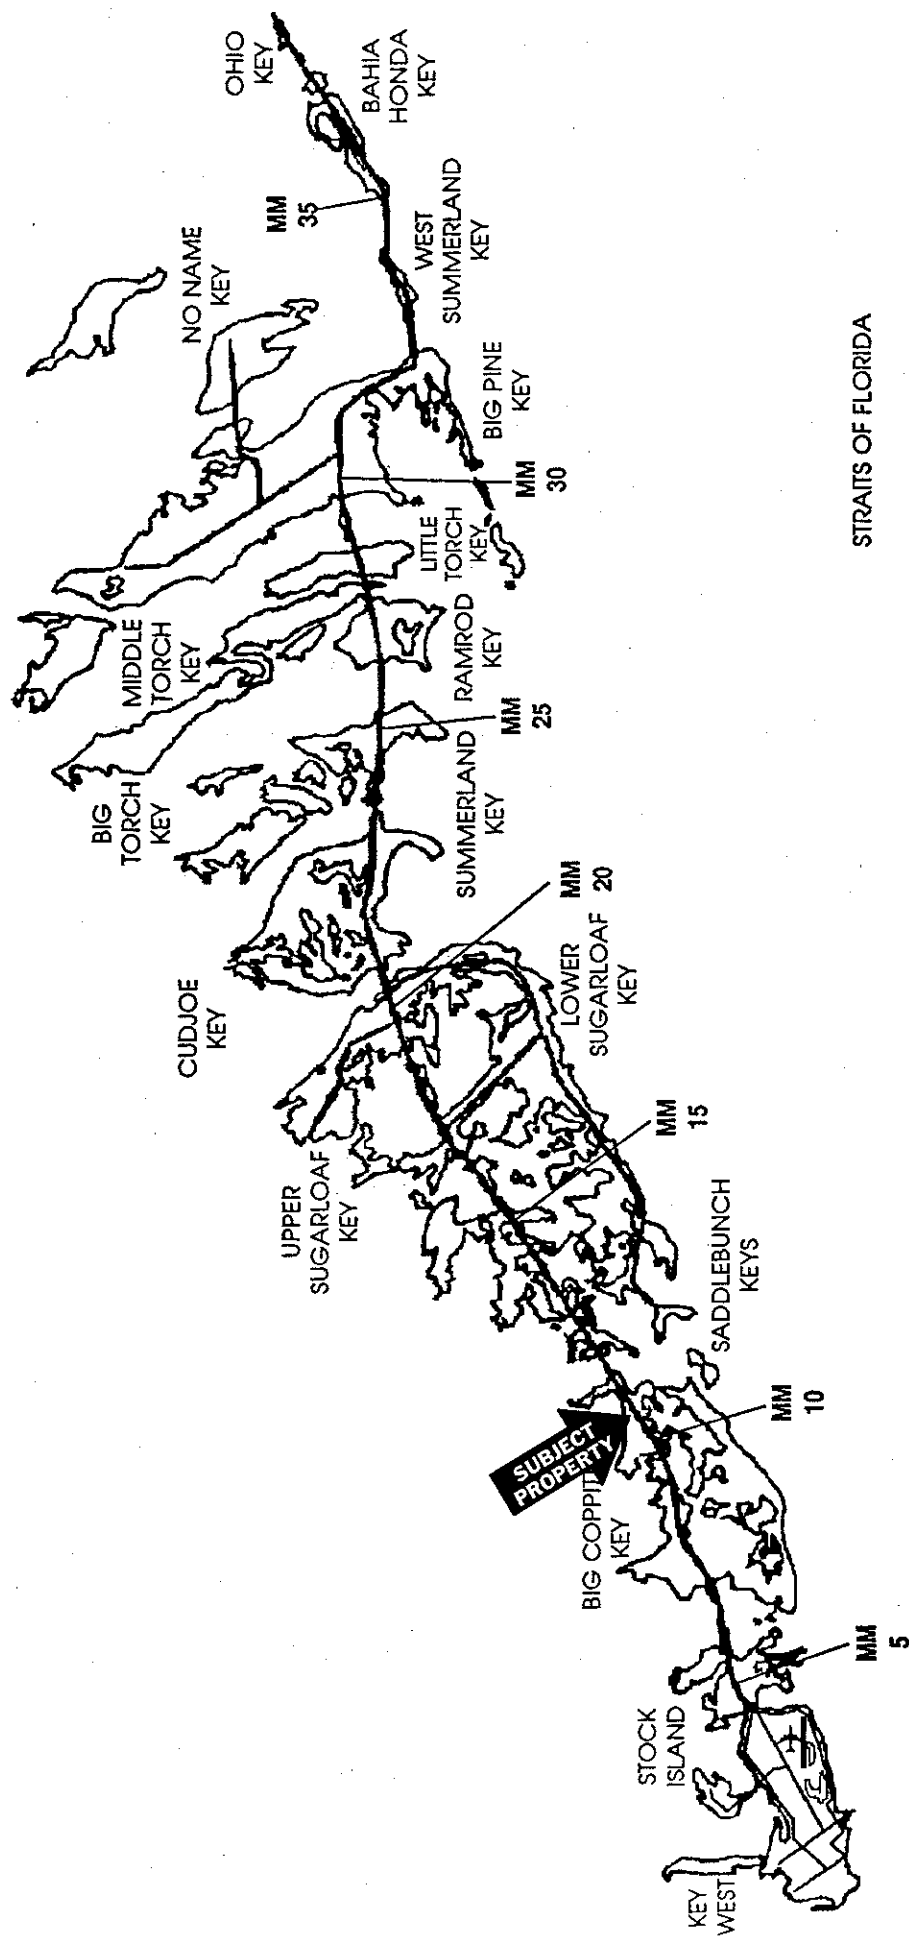 OHIO
KEY
BAHIA
HONDA
KEY
MM
35
NO NAME
KEY
WEST
SUMMERLAND
KEY
BIG PINE
KEY
MM
30
LITTLE
TORCH
KEY
MIDDLE
TORCH
KEY
RAMROD
KEY
MM
25
BIG
TORCH
KEY
SUMMERLAND
KEY
MM
20
CUDJOE
KEY
LOWER
SUGARLOAF
KEY
MM
15
UPPER
SUGARLOAF
KEY
SADDLEBUNCH
KEYS
MM
10
SUBJECT
PROPERTY
BIG COPPIT
KEY
MM
5
STOCK
ISLAND
KEY
WEST
STRAITS OF FLORIDA